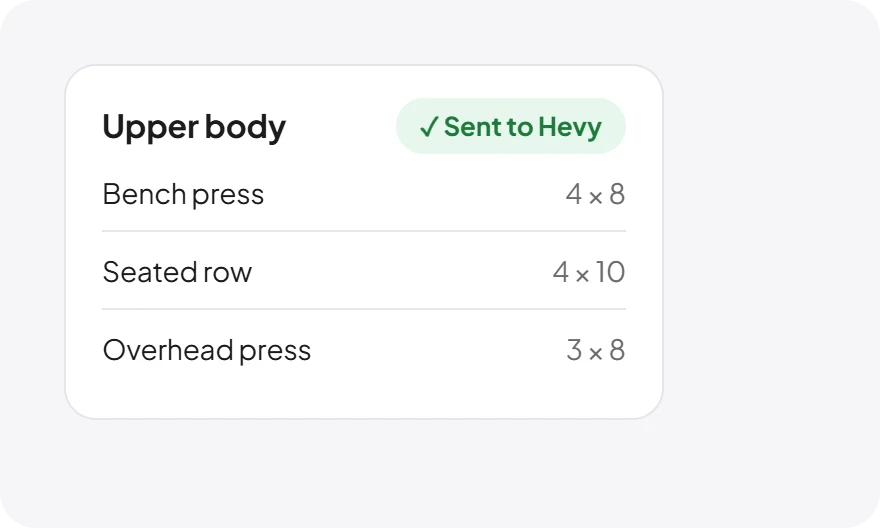 Upper body
✓ Sent to Hevy
Bench press 4 × 8
Seated row 4 × 10
Overhead press 3 × 8